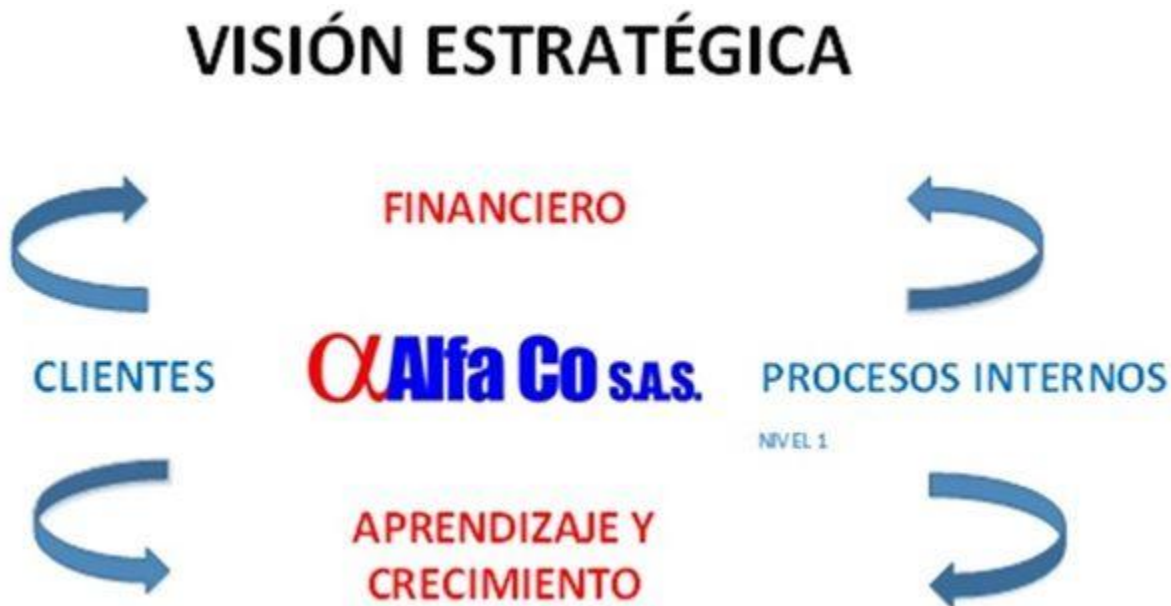 VISIÓN ESTRATÉGICA
FINANCIERO
CLIENTES
αAlfa Co S.A.S.
PROCESOS INTERNOS
NIVEL 1
APRENDIZAJE Y
CRECIMIENTO